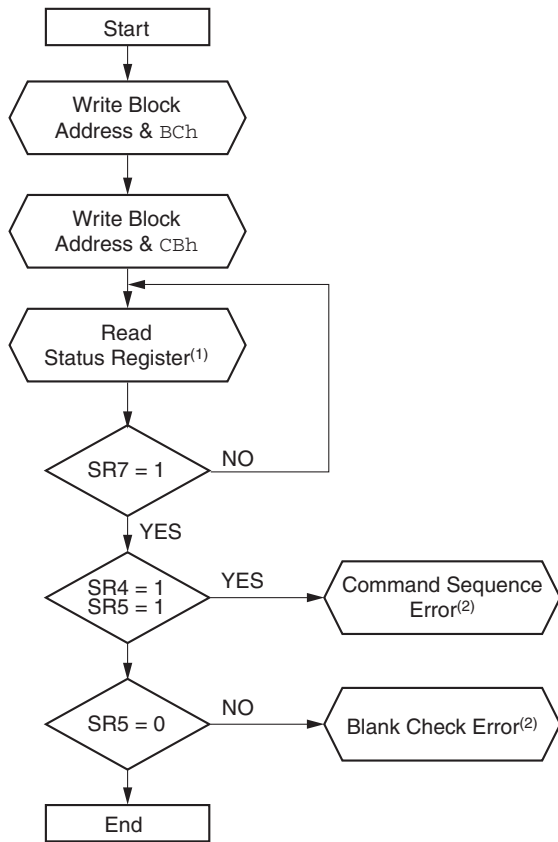 Start
Write Block
Address & BCh
Write Block
Address & CBh
Read
Status Register(1)
SR7 = 1
NO
YES
SR4 = 1
SR5 = 1
YES
Command Sequence
Error(2)
SR5 = 0
NO
Blank Check Error(2)
End